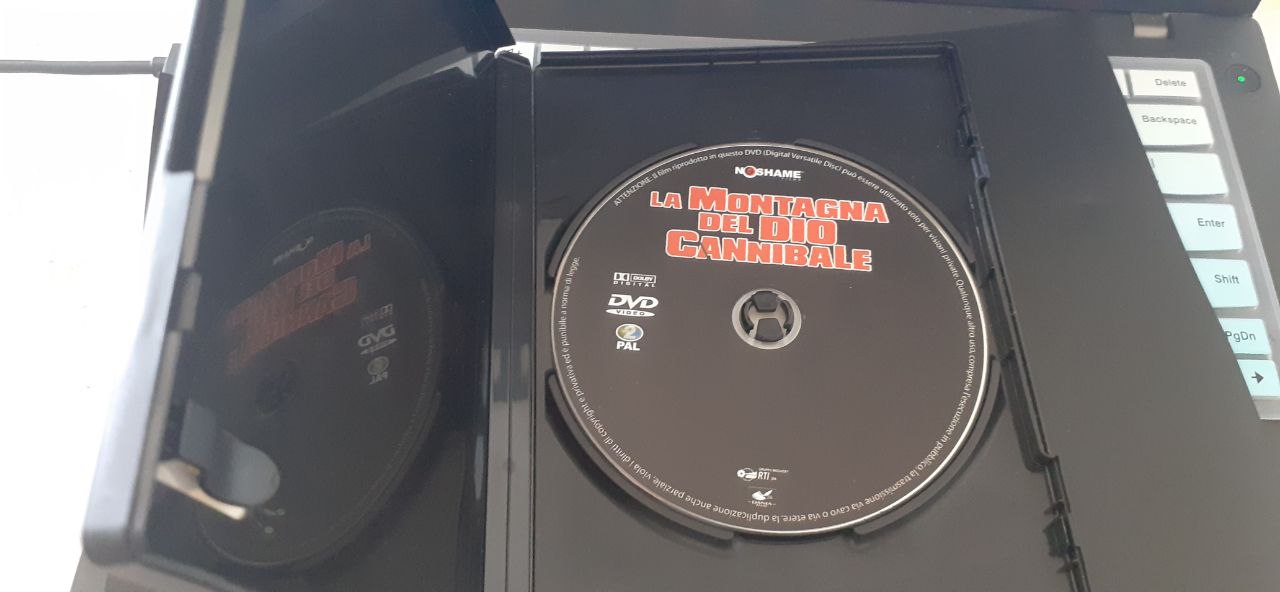 NOSHAME
LA MONTAGNA
DEL DIO
CANNIBALE
DOLBY
DIGITAL
DVD
VIDEO
2
PAL
RTI
DANIA
ATTENZIONE: Il film riprodotto in questo DVD (Digital Versatile Disc) può essere utilizzato solo per visioni private Qualunque altro uso, compresa l'esecuzione in pubblico, la trasmissione via cavo o via etere, la duplicazione anche parziale, viola i diritti di copyright e privativa ed è punibile a norma di legge.
Delete
Backspace
Enter
Shift
PgDn